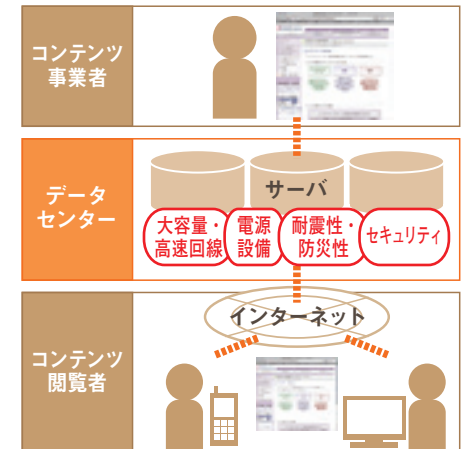 コンテンツ
事業者
データ
センター
サーバ
大容量・
高速回線
電源
設備
耐震性・
防災性
セキュリティ
インターネット
コンテンツ
閲覧者